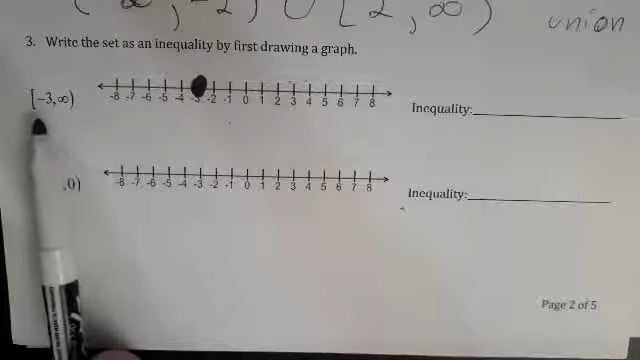 (∞, -2) ∪ [2, ∞) union
3. Write the set as an inequality by first drawing a graph.
[-3,∞) -8 -7 -6 -5 -4 -3 -2 -1 0 1 2 3 4 5 6 7 8 Inequality:
,0) -8 -7 -6 -5 -4 -3 -2 -1 0 1 2 3 4 5 6 7 8 Inequality:
Page 2 of 5